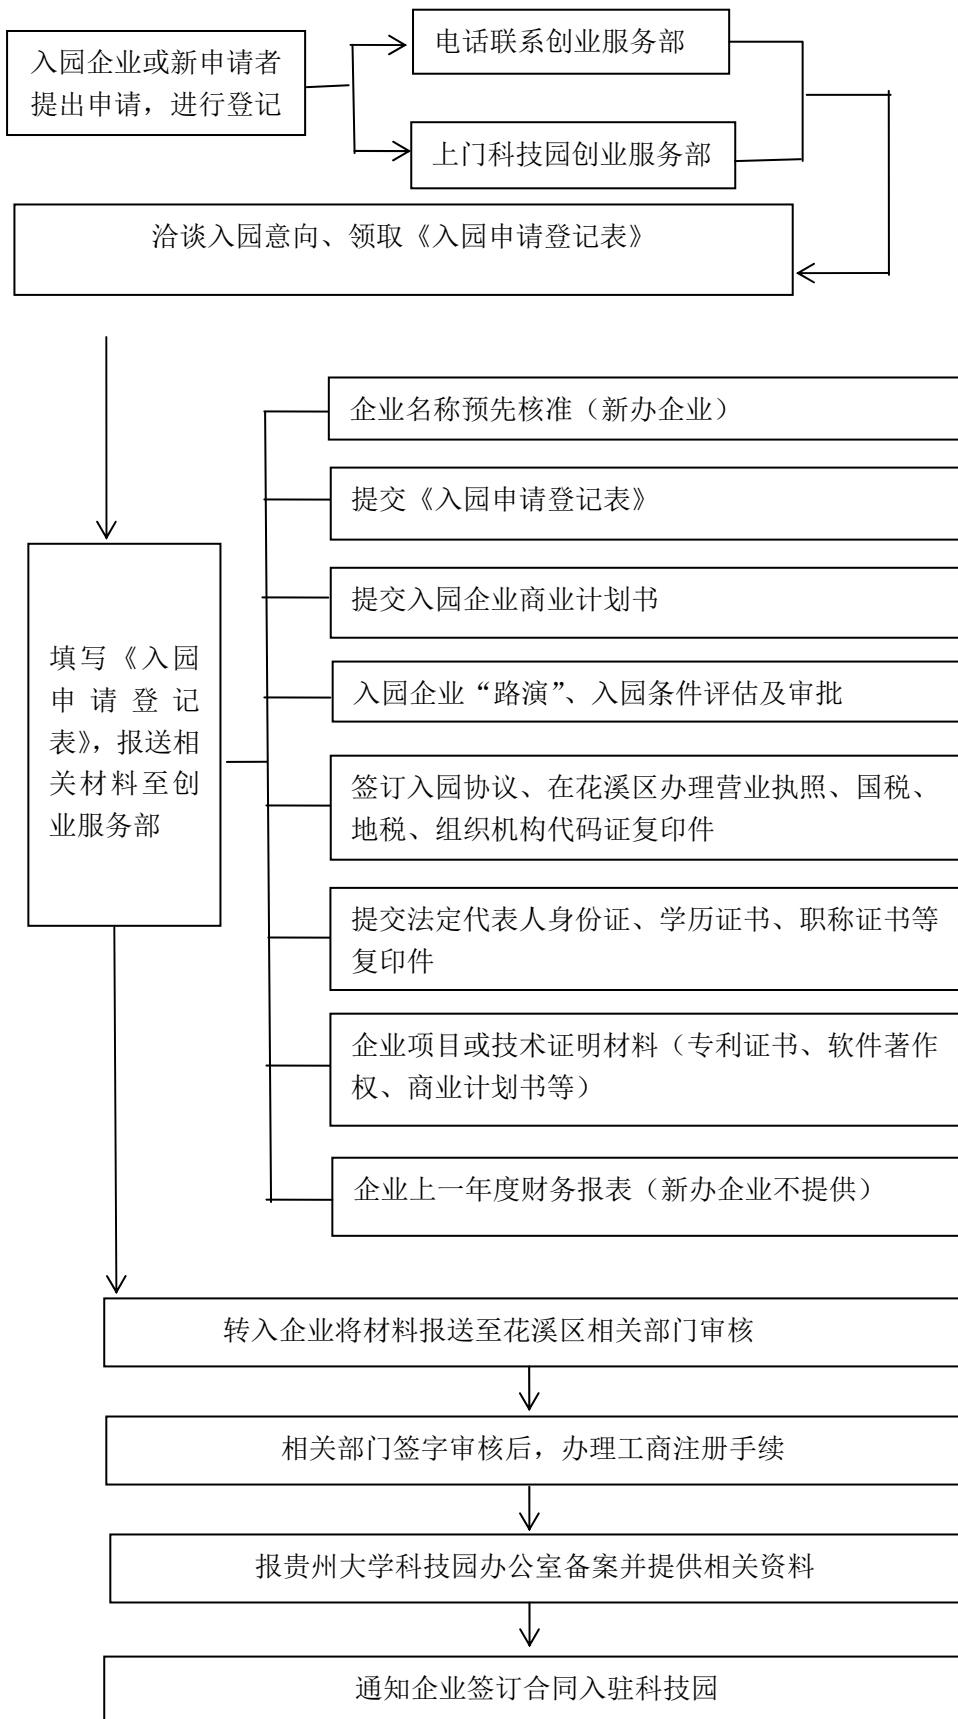 入园企业或新申请者
提出申请，进行登记
电话联系创业服务部
上门科技园创业服务部
洽谈入园意向、领取《入园申请登记表》
企业名称预先核准（新办企业）
提交《入园申请登记表》
提交入园企业商业计划书
填写《入园
申请登记
表》，报送相
关材料至创
业服务部
入园企业“路演”、入园条件评估及审批
签订入园协议、在花溪区办理营业执照、国税、
地税、组织机构代码证复印件
提交法定代表人身份证、学历证书、职称证书等
复印件
企业项目或技术证明材料（专利证书、软件著作
权、商业计划书等）
企业上一年度财务报表（新办企业不提供）
转入企业将材料报送至花溪区相关部门审核
相关部门签字审核后，办理工商注册手续
报贵州大学科技园办公室备案并提供相关资料
通知企业签订合同入驻科技园